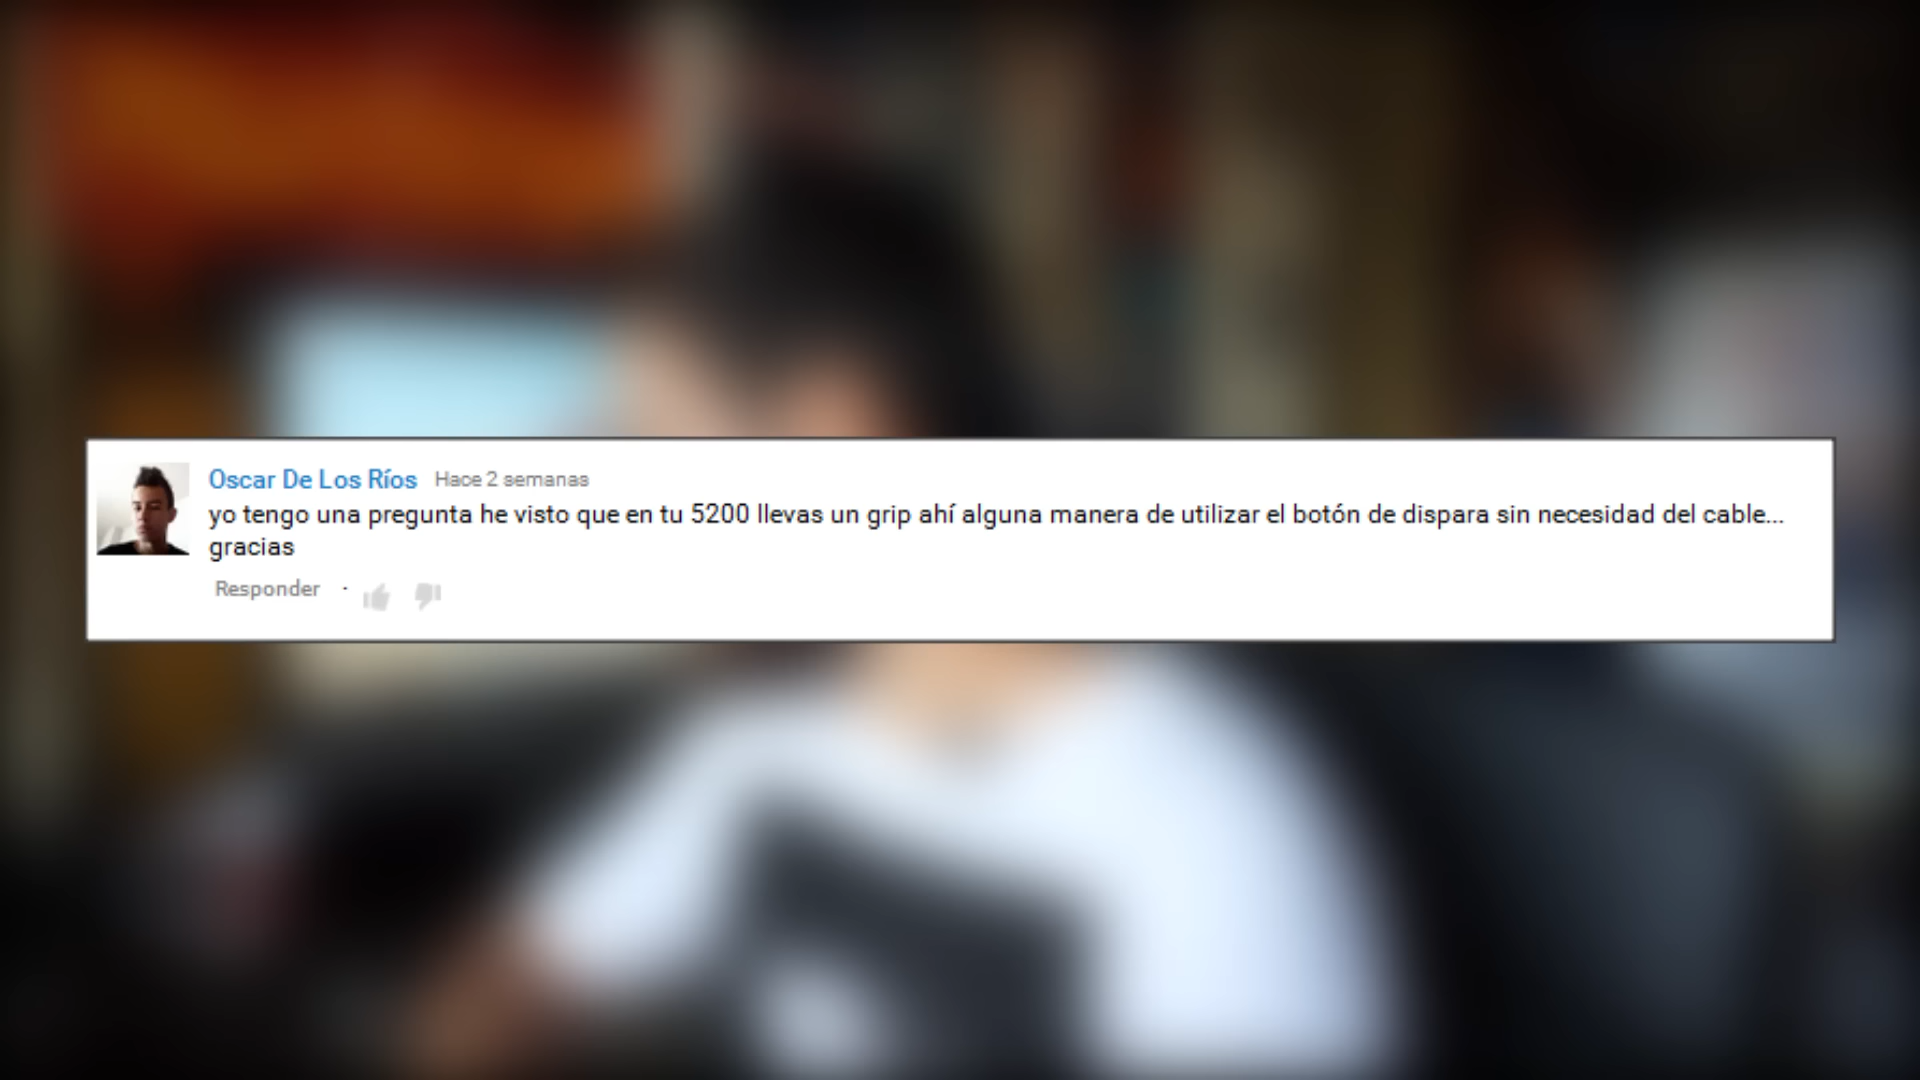 Oscar De Los Ríos Hace 2 semanas
yo tengo una pregunta he visto que en tu 5200 llevas un grip ahí alguna manera de utilizar el botón de dispara sin necesidad del cable...
gracias
Responder ·